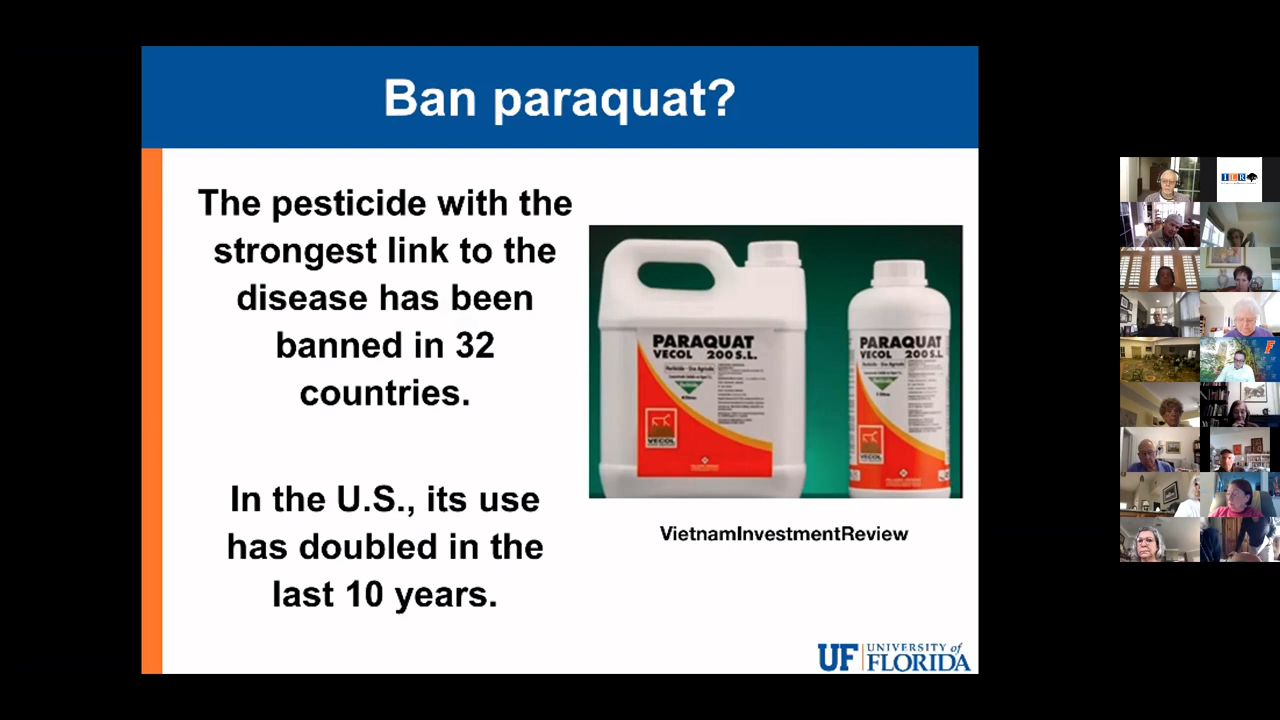 Ban paraquat?
The pesticide with the
strongest link to the
disease has been
banned in 32
countries.
In the U.S., its use
has doubled in the
last 10 years.
PARAQUAT
VECOL 200 S.L.
VECOL
PARAQUAT
VECOL 200 S.L.
VECOL
VietnamInvestmentReview
UF UNIVERSITY of
FLORIDA
ILR
F